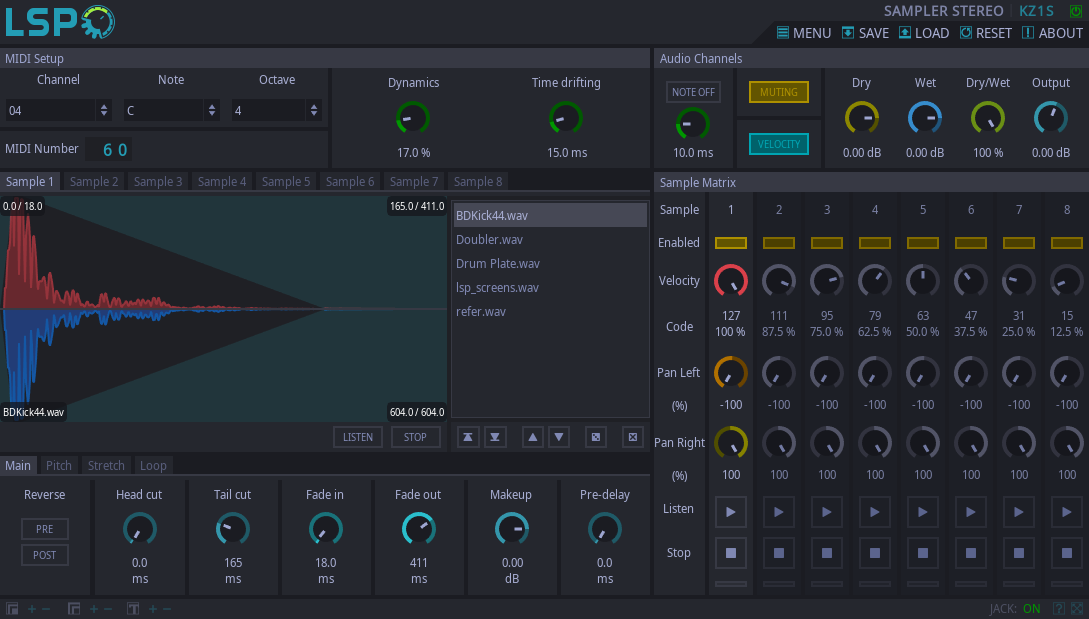 LSP
SAMPLER STEREO KZ1S
MENU SAVE LOAD RESET ABOUT
MIDI Setup
Channel Note Octave
04 C 4
MIDI Number 60
Dynamics Time drifting
17.0 % 15.0 ms
Audio Channels
NOTE OFF
10.0 ms
MUTING
VELOCITY
Dry Wet Dry/Wet Output
0.00 dB 0.00 dB 100 % 0.00 dB
Sample 1 Sample 2 Sample 3 Sample 4 Sample 5 Sample 6 Sample 7 Sample 8
0.0 / 18.0 165.0 / 411.0
BDKick44.wav 604.0 / 604.0
BDKick44.wav
Doubler.wav
Drum Plate.wav
lsp_screens.wav
refer.wav
LISTEN STOP
Main Pitch Stretch Loop
Reverse Head cut Tail cut Fade in Fade out Makeup Pre-delay
PRE
POST
0.0 165 18.0 411 0.00 0.0
ms ms ms ms dB ms
Sample Matrix
Sample 1 2 3 4 5 6 7 8
Enabled
Velocity
Code 127 111 95 79 63 47 31 15
100 % 87.5 % 75.0 % 62.5 % 50.0 % 37.5 % 25.0 % 12.5 %
Pan Left
(%) -100 -100 -100 -100 -100 -100 -100 -100
Pan Right
(%) 100 100 100 100 100 100 100 100
Listen
Stop
JACK: ON ?